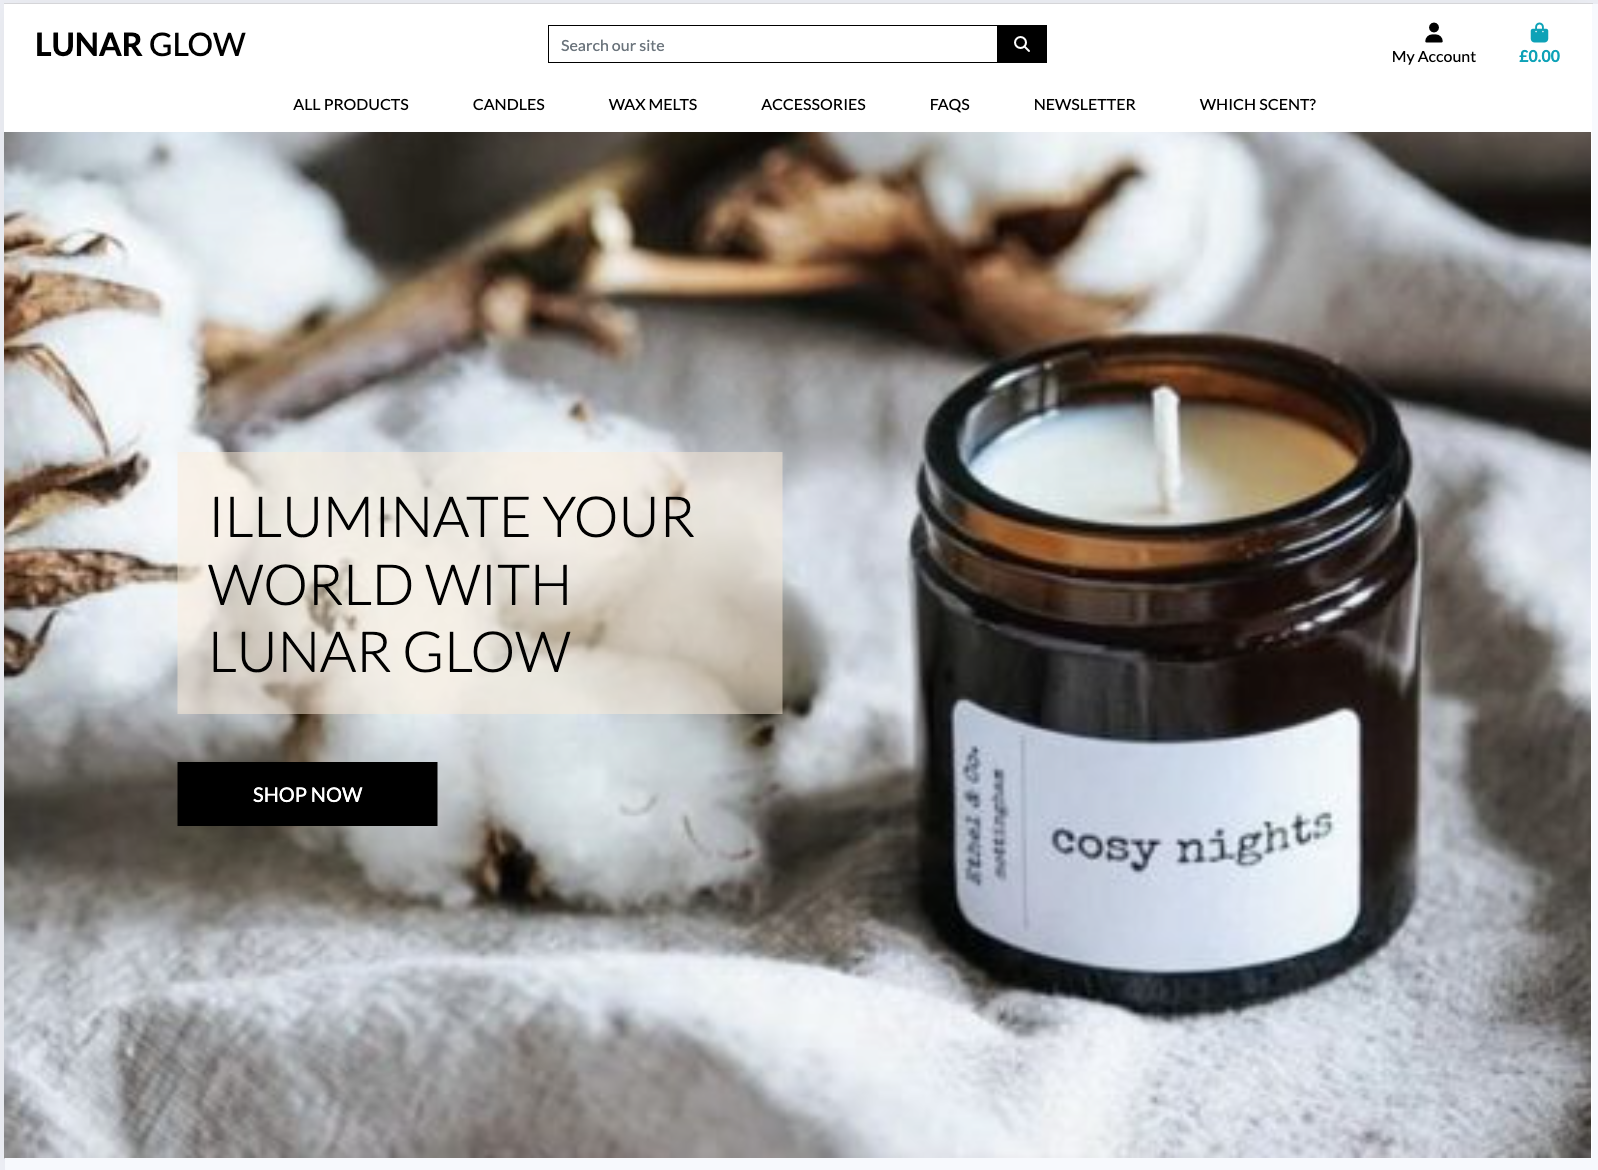 LUNAR GLOW
Search our site
My Account
£0.00
ALL PRODUCTS
CANDLES
WAX MELTS
ACCESSORIES
FAQS
NEWSLETTER
WHICH SCENT?
ILLUMINATE YOUR
WORLD WITH
LUNAR GLOW
SHOP NOW
Ethel & Co.
nottingham
cosy nights